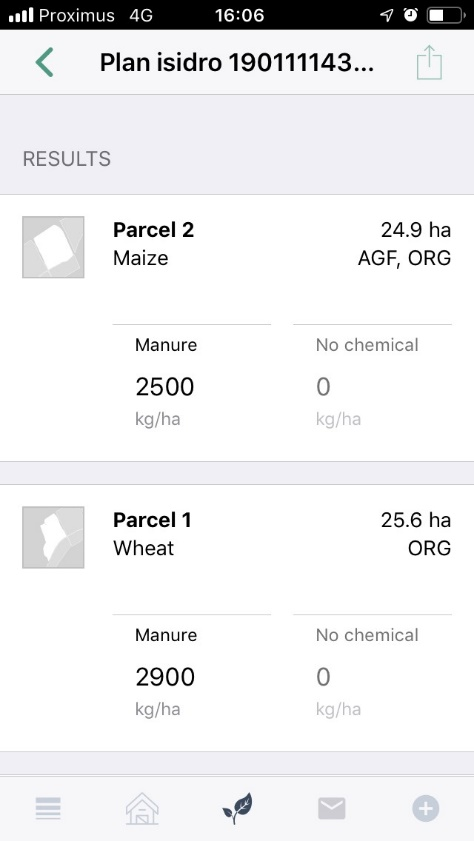 Proximus 4G 16:06
Plan isidro 190111143...
RESULTS
Parcel 2 24.9 ha
Maize AGF, ORG
Manure No chemical
2500 0
kg/ha kg/ha
Parcel 1 25.6 ha
Wheat ORG
Manure No chemical
2900 0
kg/ha kg/ha